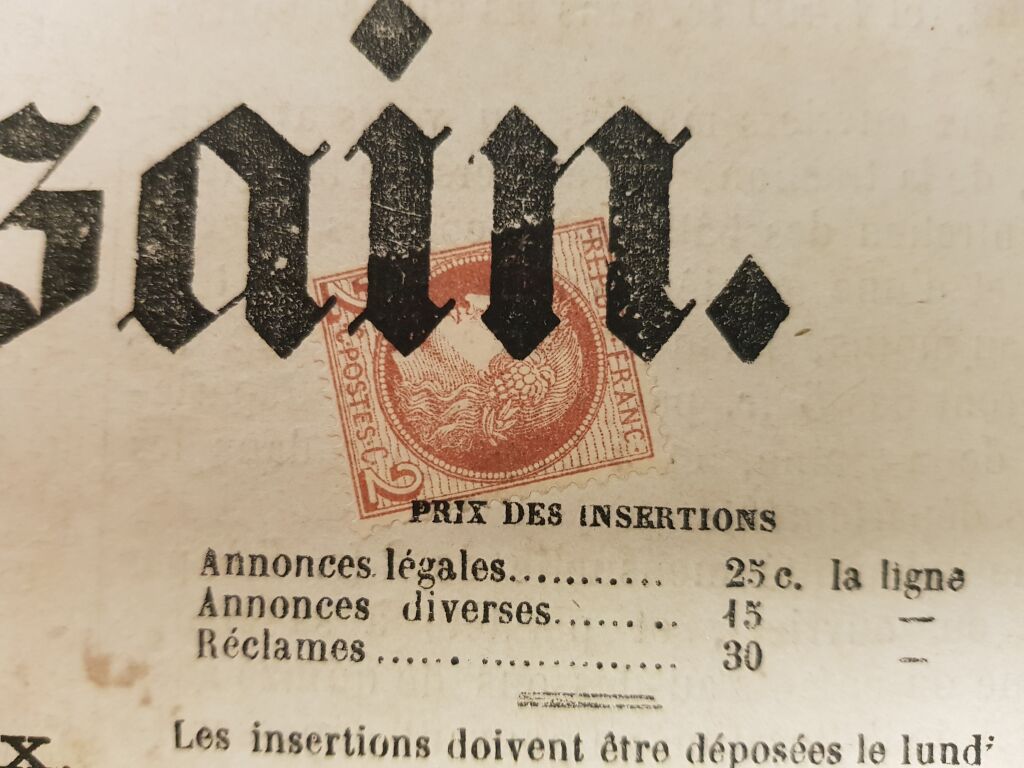 sain.
REPUB FRANC
2 C. POSTES C. 2
PRIX DES INSERTIONS
Annonces légales........... 25 c. la ligne
Annonces diverses........ 15 —
Réclames ...... . .............. 30 —
x. Les insertions doivent être déposées le lundi